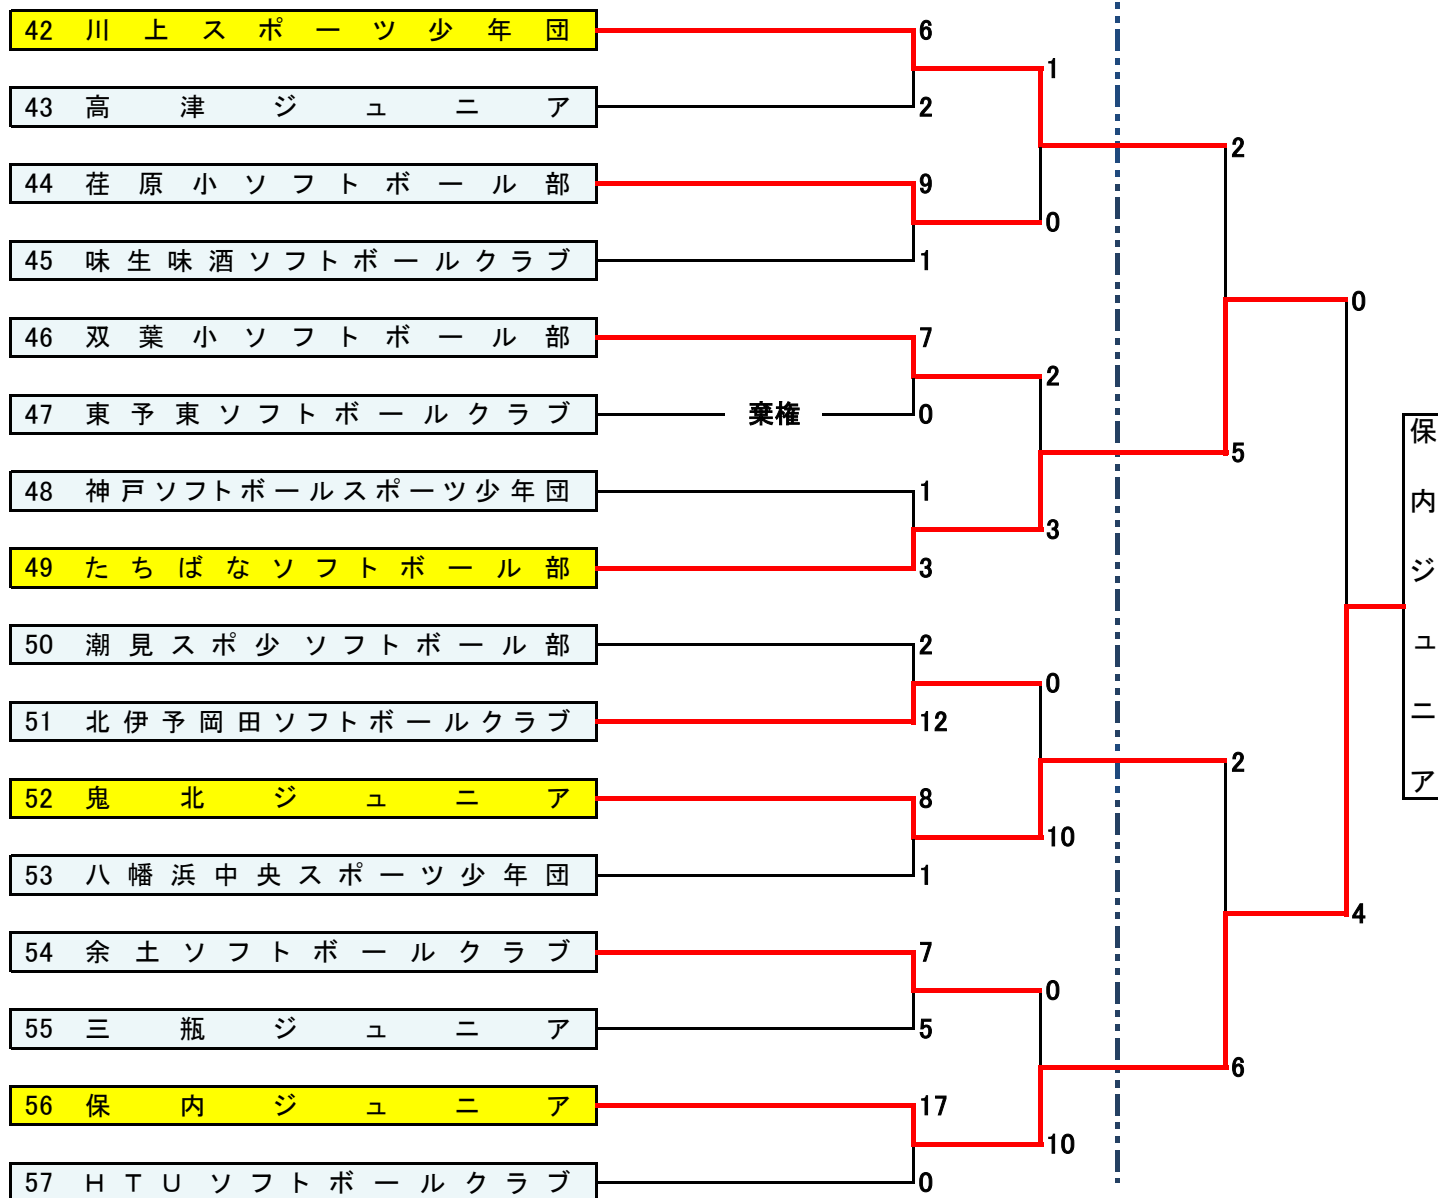 42 川上スポーツ少年団 6
1
43 高津ジュニア 2
2
44 荏原小ソフトボール部 9
0
45 味生味酒ソフトボールクラブ 1
0
46 双葉小ソフトボール部 7
2
47 東予東ソフトボールクラブ 棄権 0
5
48 神戸ソフトボールスポーツ少年団 1
3
49 たちばなソフトボール部 3
保内ジュニア
50 潮見スポ少ソフトボール部 2
0
51 北伊予岡田ソフトボールクラブ 12
2
52 鬼北ジュニア 8
10
53 八幡浜中央スポーツ少年団 1
4
54 余土ソフトボールクラブ 7
0
55 三瓶ジュニア 5
6
56 保内ジュニア 17
10
57 HTUソフトボールクラブ 0